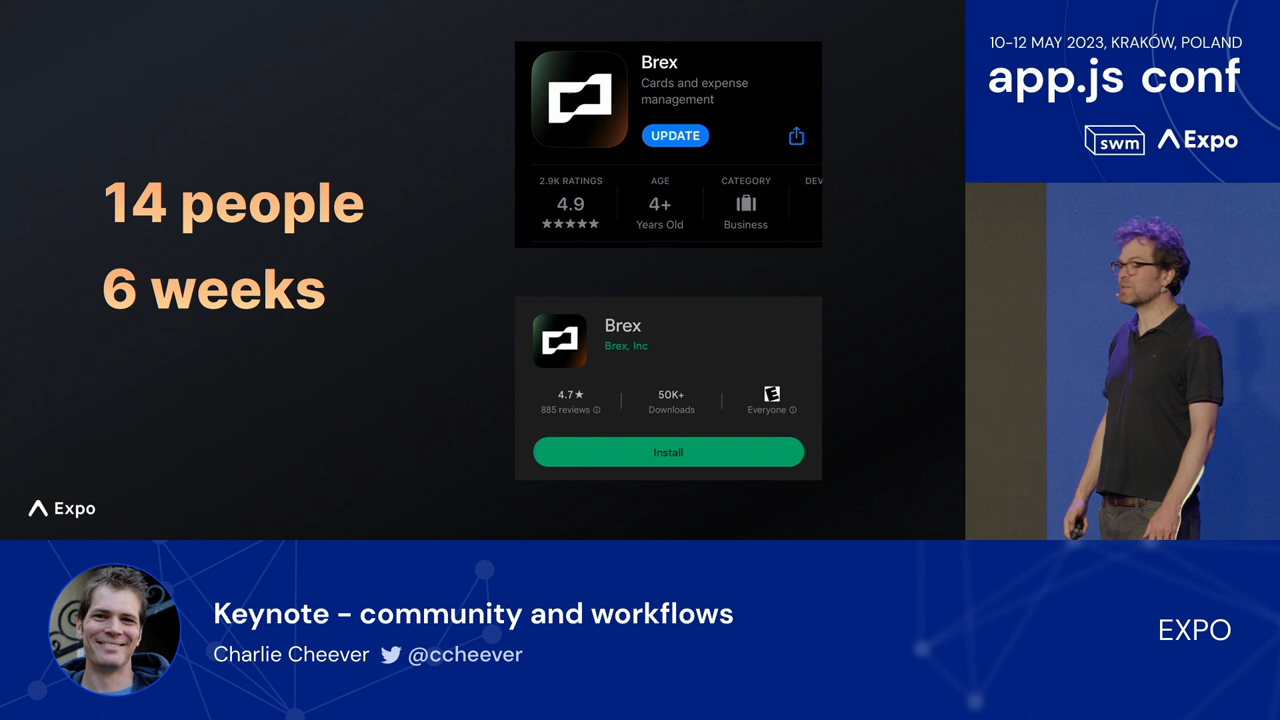 14 people
6 weeks
Brex
Cards and expense
management
UPDATE
2.9K RATINGS
4.9
AGE
4+
Years Old
CATEGORY
Business
DEV
Brex
Brex, Inc
4.7★
885 reviews
50K+
Downloads
E
Everyone
Install
Expo
10-12 MAY 2023, KRAKÓW, POLAND
app.js conf
swm
Expo
Keynote - community and workflows
Charlie Cheever @ccheever
EXPO